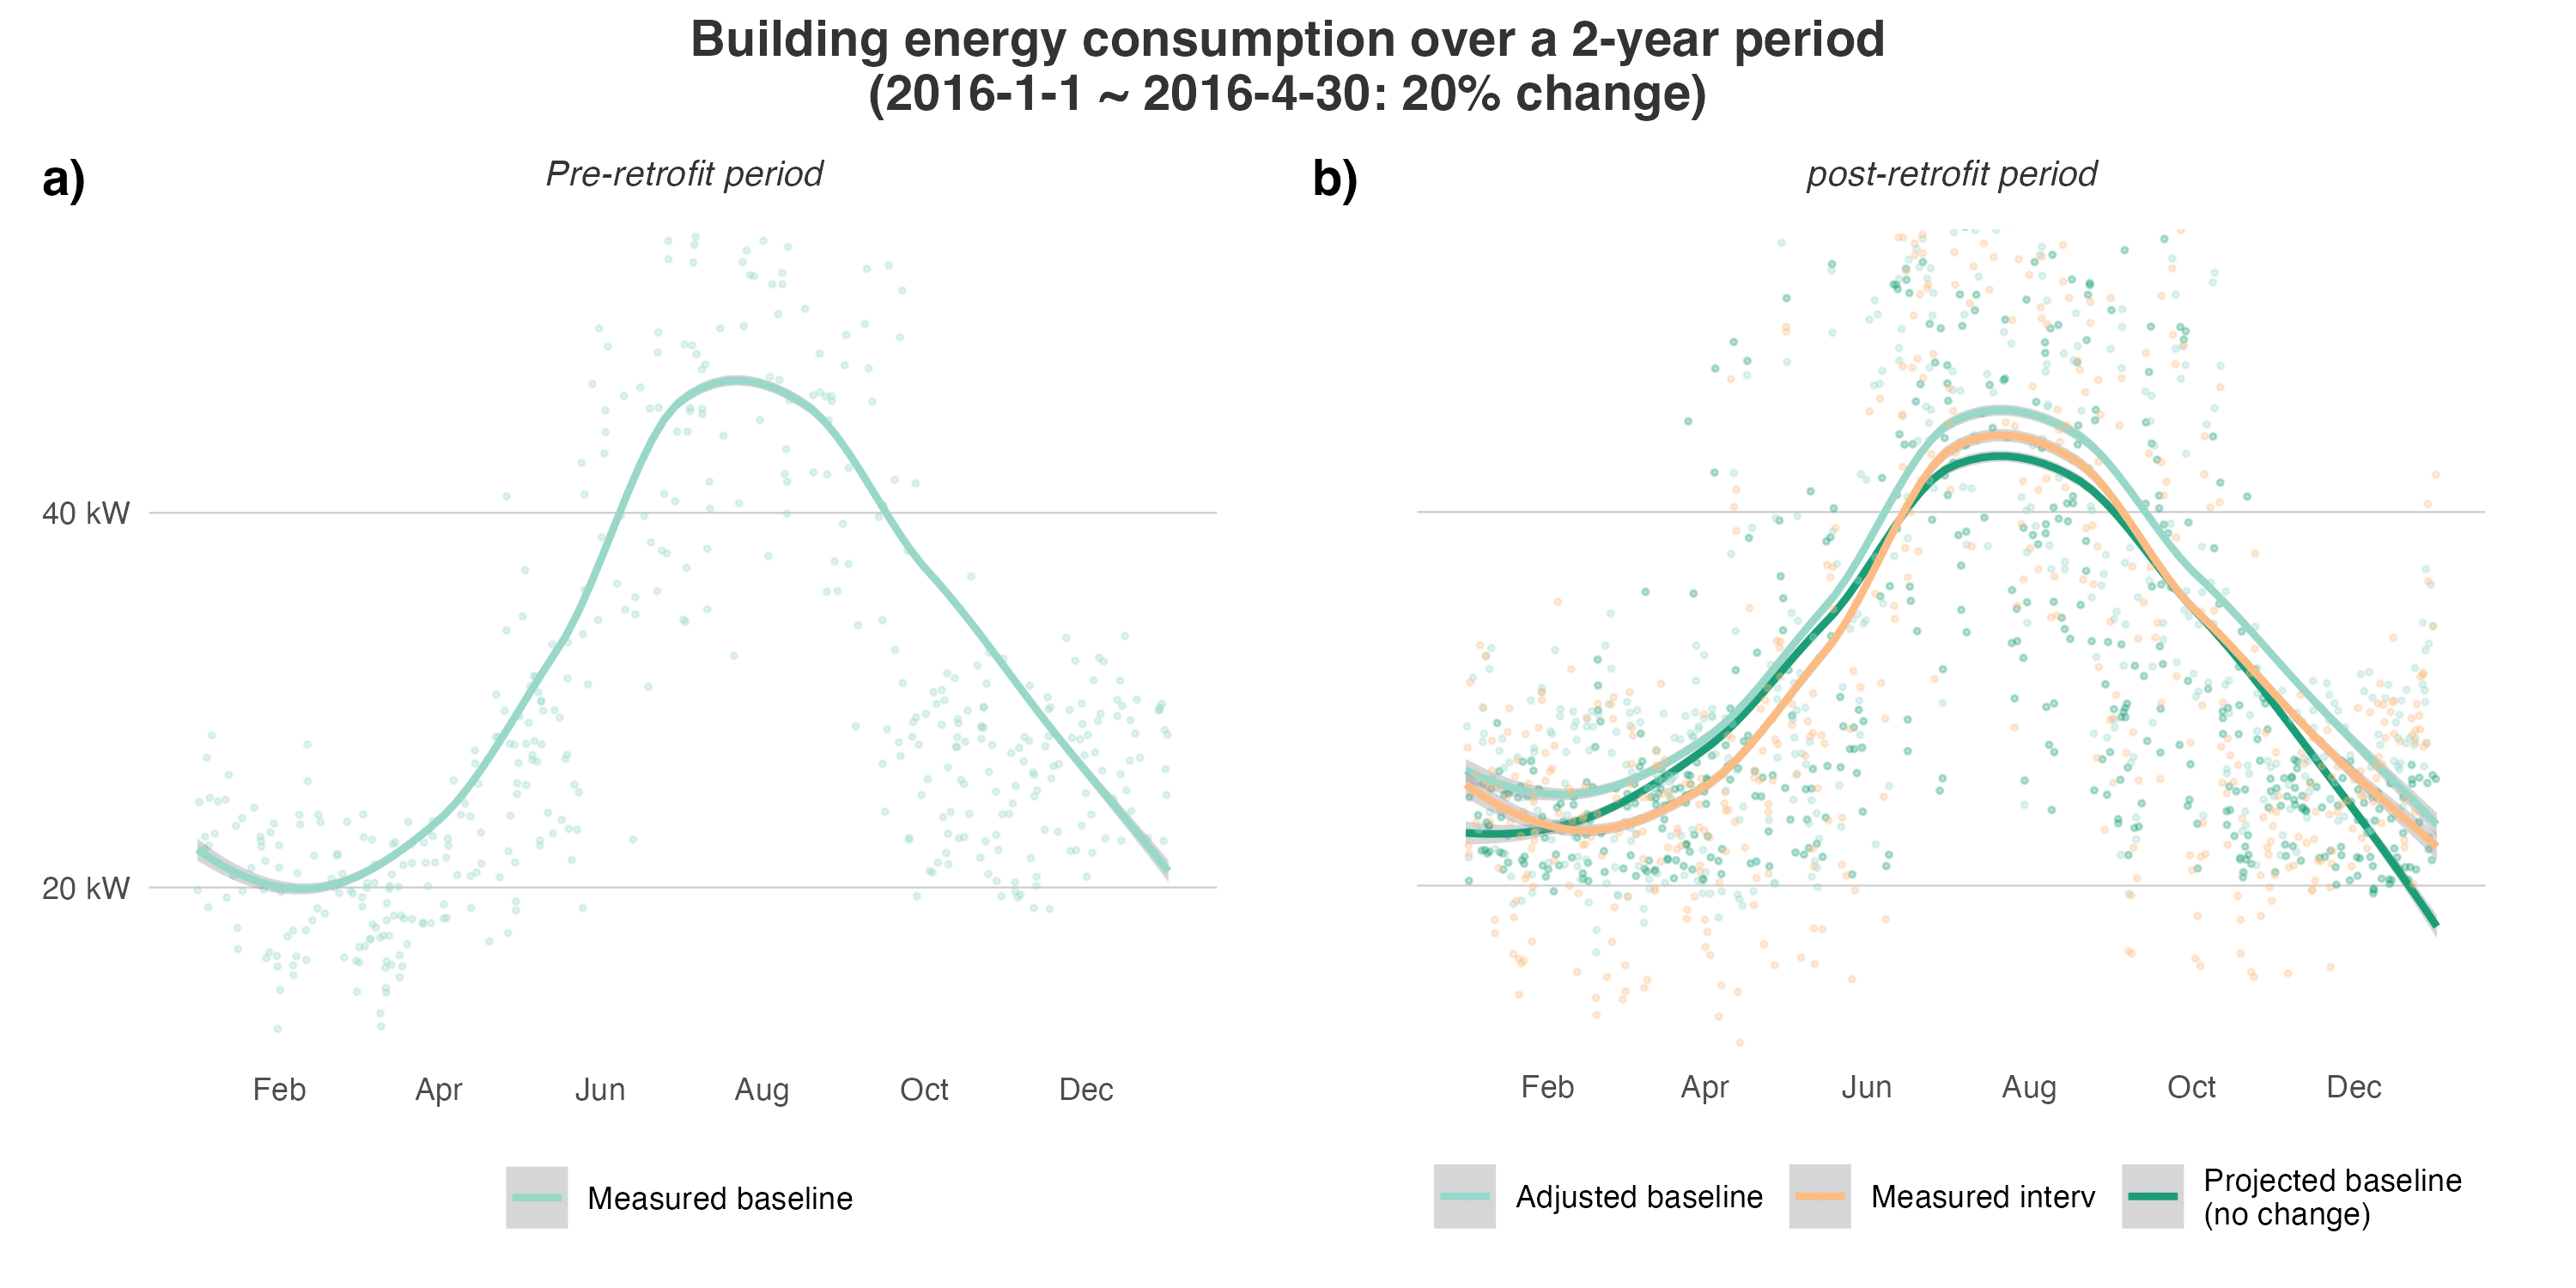 Building energy consumption over a 2-year period
(2016-1-1 ~ 2016-4-30: 20% change)
a)
Pre-retrofit period
40 kW
20 kW
Feb Apr Jun Aug Oct Dec
Measured baseline
b)
post-retrofit period
Feb Apr Jun Aug Oct Dec
Adjusted baseline
Measured interv
Projected baseline
(no change)